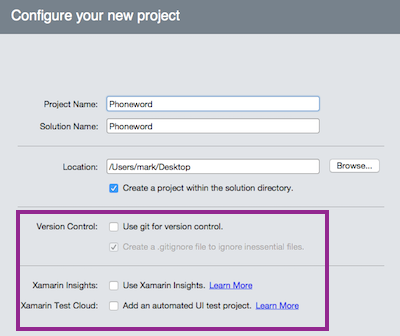 Configure your new project
Project Name: Phoneword
Solution Name: Phoneword
Location: /Users/mark/Desktop Browse...
Create a project within the solution directory.
Version Control: Use git for version control.
Create a .gitignore file to ignore inessential files.
Xamarin Insights: Use Xamarin Insights. Learn More
Xamarin Test Cloud: Add an automated UI test project. Learn More